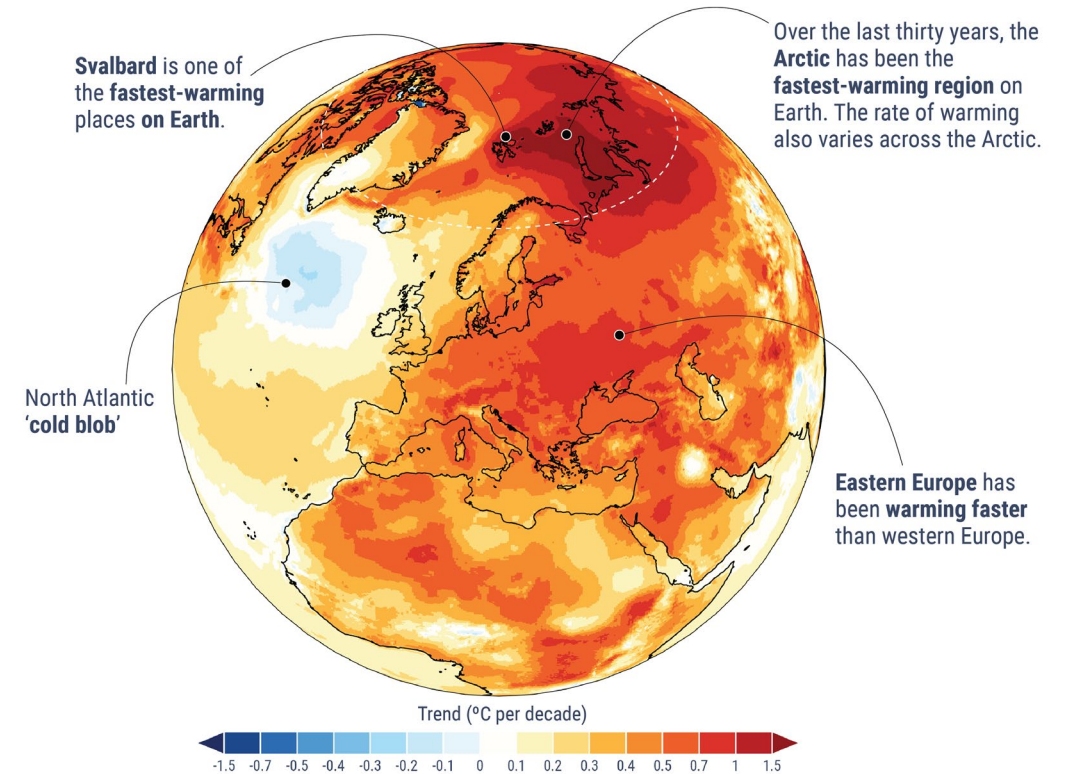 Svalbard is one of
the fastest-warming
places on Earth.
Over the last thirty years, the
Arctic has been the
fastest-warming region on
Earth. The rate of warming
also varies across the Arctic.
North Atlantic
‘cold blob’
Eastern Europe has
been warming faster
than western Europe.
Trend (ºC per decade)
-1.5 -0.7 -0.5 -0.4 -0.3 -0.2 -0.1 0 0.1 0.2 0.3 0.4 0.5 0.7 1 1.5